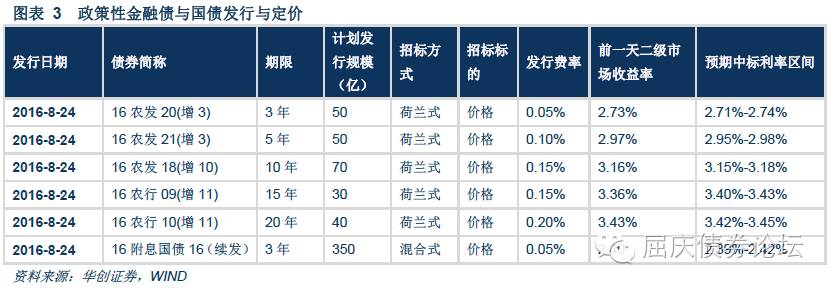 图表 3 政策性金融债与国债发行与定价
发行日期 债券简称 期限 计划发行规模（亿） 招标方式 招标标的 发行费率 前一天二级市场收益率 预期中标利率区间
2016-8-24 16 农发 20(增 3) 3 年 50 荷兰式 价格 0.05% 2.73% 2.71%-2.74%
2016-8-24 16 农发 21(增 3) 5 年 50 荷兰式 价格 0.10% 2.97% 2.95%-2.98%
2016-8-24 16 农发 18(增 10) 10 年 70 荷兰式 价格 0.15% 3.16% 3.15%-3.18%
2016-8-24 16 农行 09(增 11) 15 年 30 荷兰式 价格 0.15% 3.36% 3.40%-3.43%
2016-8-24 16 农行 10(增 11) 20 年 40 荷兰式 价格 0.20% 3.43% 3.42%-3.45%
2016-8-24 16 附息国债 16（续发） 3 年 350 混合式 价格 0.05%
屈庆债券论坛
资料来源：华创证券，WIND